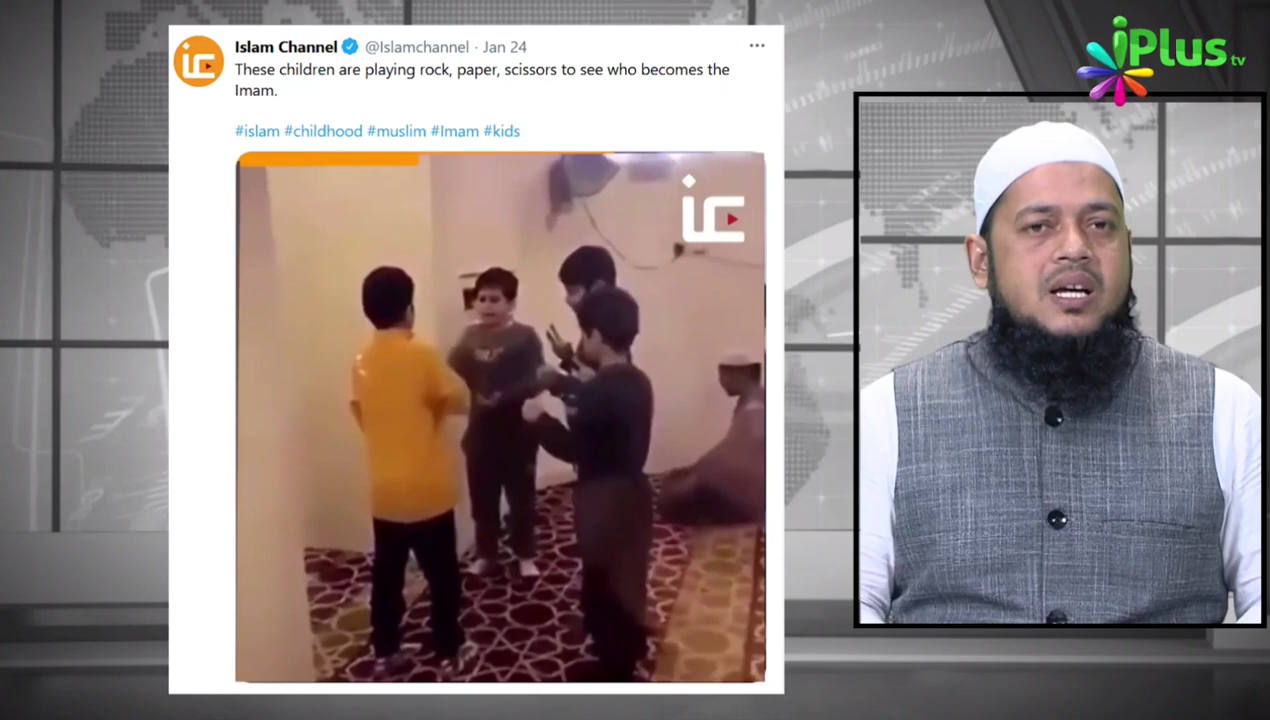 Islam Channel @Islamchannel · Jan 24
These children are playing rock, paper, scissors to see who becomes the
Imam.
#islam #childhood #muslim #Imam #kids
ic
ic
iPlus tv